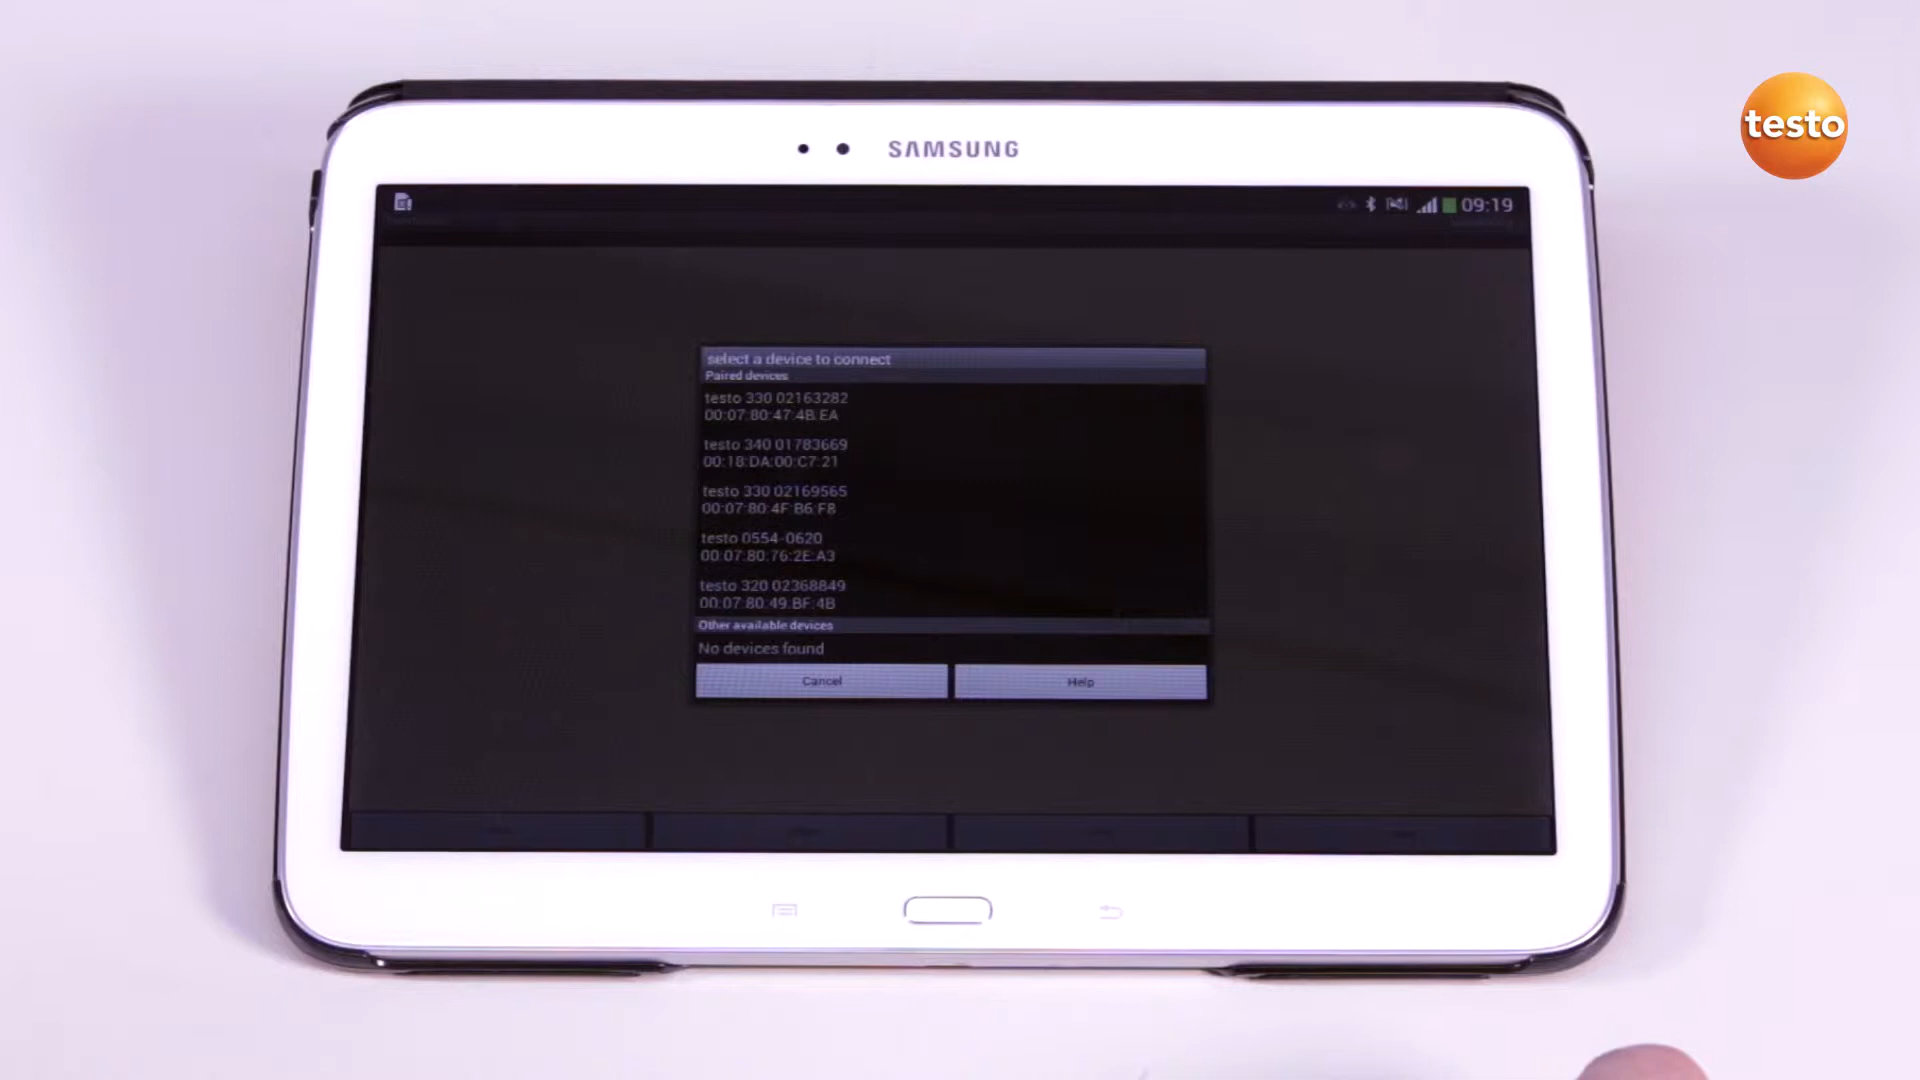 SAMSUNG
testo
09:19
select a device to connect
Paired devices
testo 330 02163282
00:07:80:47:4B:EA
testo 340 01783669
00:18:DA:00:C7:21
testo 330 02169565
00:07:80:4F:B6:F8
testo 0554-0620
00:07:80:76:2E:A3
testo 320 02368849
00:07:80:49:BF:4B
Other available devices
No devices found
Cancel
Help